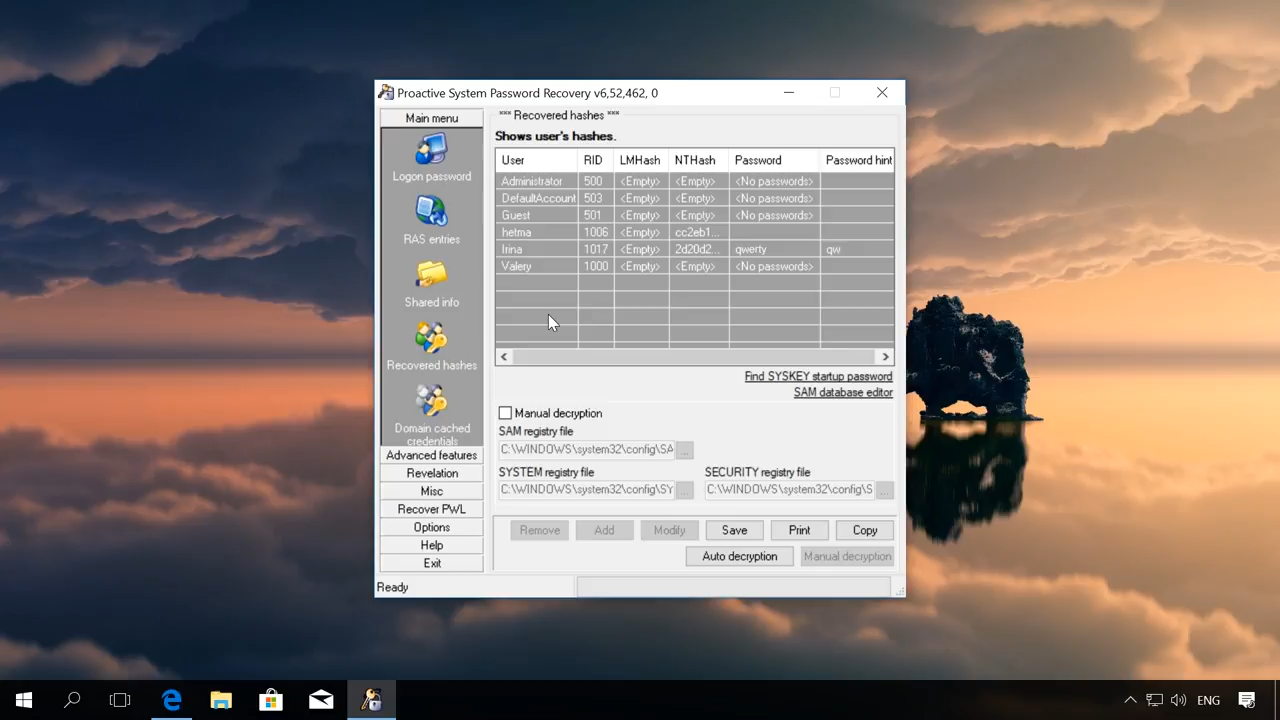 Proactive System Password Recovery v6,52,462, 0
Main menu
Logon password
RAS entries
Shared info
Recovered hashes
Domain cached
credentials
Advanced features
Revelation
Misc
Recover PWL
Options
Help
Exit
*** Recovered hashes ***
Shows user's hashes.
User RID LMHash NTHash Password Password hint
Administrator 500 <Empty> <Empty> <No passwords>
DefaultAccount 503 <Empty> <Empty> <No passwords>
Guest 501 <Empty> <Empty> <No passwords>
hetma 1006 <Empty> cc2eb1...
Irina 1017 <Empty> 2d20d2... qwerty qw
Valery 1000 <Empty> <Empty> <No passwords>
Find SYSKEY startup password
SAM database editor
Manual decryption
SAM registry file
C:\WINDOWS\system32\config\SA ...
SYSTEM registry file SECURITY registry file
C:\WINDOWS\system32\config\SY ... C:\WINDOWS\system32\config\S ...
Remove Add Modify Save Print Copy
Auto decryption Manual decryption
Ready
ENG